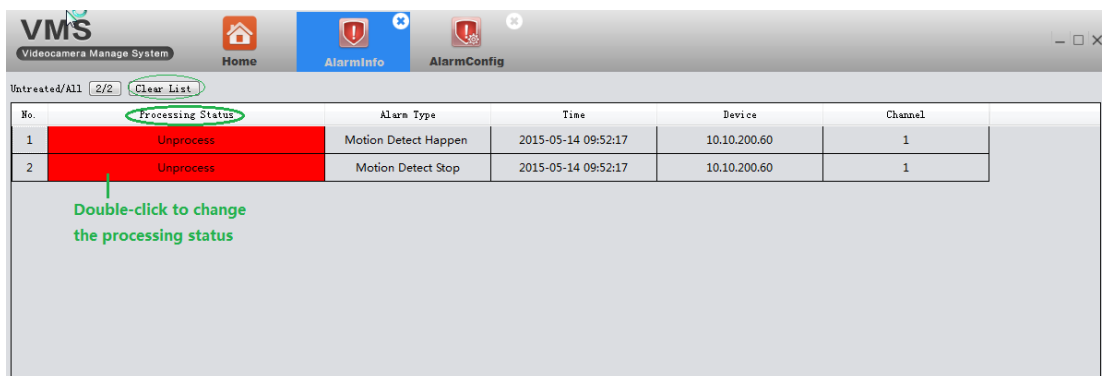 VMS
Videocamera Manage System
Home
AlarmInfo
AlarmConfig
Untreated/All 2/2 Clear List
No. Processing Status Alarm Type Time Device Channel
1 Unprocess Motion Detect Happen 2015-05-14 09:52:17 10.10.200.60 1
2 Unprocess Motion Detect Stop 2015-05-14 09:52:17 10.10.200.60 1
Double-click to change
the processing status